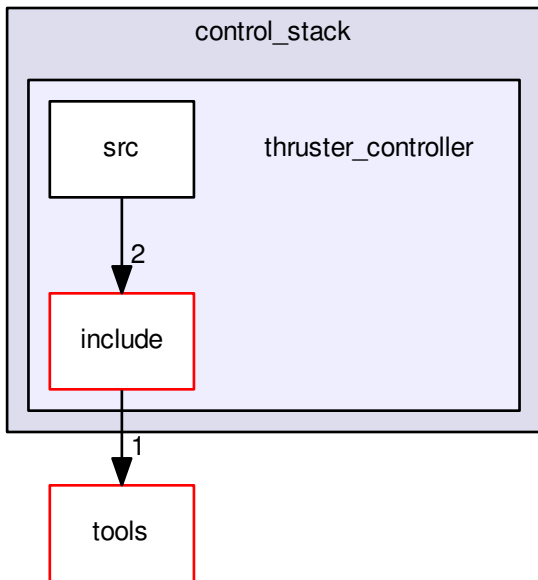 control_stack
src
thruster_controller
2
include
1
tools